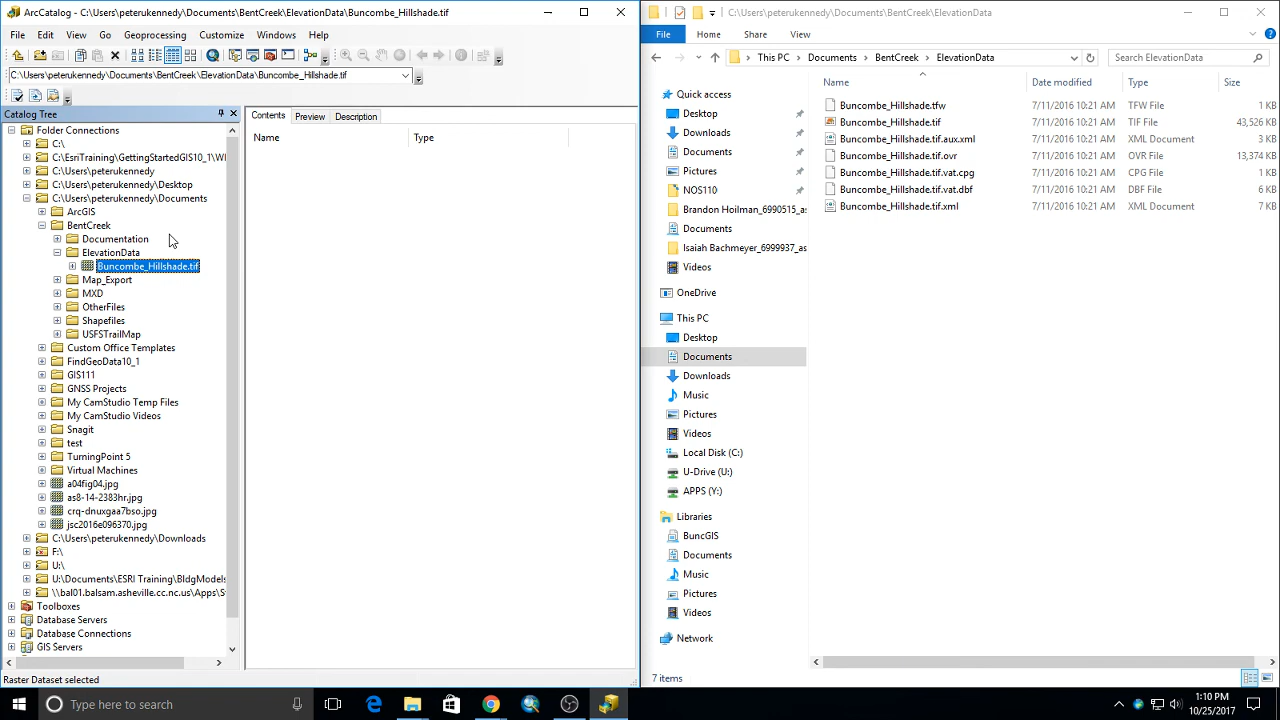 ArcCatalog - C:\Users\peterukennedy\Documents\BentCreek\ElevationData\Buncombe_Hillshade.tif
File Edit View Go Geoprocessing Customize Windows Help
C:\Users\peterukennedy\Documents\BentCreek\ElevationData\Buncombe_Hillshade.tif
Catalog Tree
Folder Connections
C:\
C:\EsriTraining\GettingStartedGIS10_1\WI
C:\Users\peterukennedy
C:\Users\peterukennedy\Desktop
C:\Users\peterukennedy\Documents
ArcGIS
BentCreek
Documentation
ElevationData
Buncombe_Hillshade.tif
Map_Export
MXD
OtherFiles
Shapefiles
USFSTrailMap
Custom Office Templates
FindGeoData10_1
GIS111
GNSS Projects
My CamStudio Temp Files
My CamStudio Videos
Snagit
test
TurningPoint 5
Virtual Machines
a04fig04.jpg
as8-14-2383hr.jpg
crq-dnuxgaa7bso.jpg
jsc2016e096370.jpg
C:\Users\peterukennedy\Downloads
F:\
U:\
U:\Documents\ESRI Training\BldgModels
\\bal01.balsam.asheville.cc.nc.us\Apps\S
Toolboxes
Database Servers
Database Connections
GIS Servers
Raster Dataset selected
Contents Preview Description
Name Type
C:\Users\peterukennedy\Documents\BentCreek\ElevationData
File Home Share View
This PC Documents BentCreek ElevationData
Search ElevationData
Quick access
Desktop
Downloads
Documents
Pictures
NOS110
Brandon Hoilman_6990515_as
Documents
Isaiah Bachmeyer_6999937_as
Videos
OneDrive
This PC
Desktop
Documents
Downloads
Music
Pictures
Videos
Local Disk (C:)
U-Drive (U:)
APPS (Y:)
Libraries
BuncGIS
Documents
Music
Pictures
Videos
Network
Name Date modified Type Size
Buncombe_Hillshade.tfw 7/11/2016 10:21 AM TFW File 1 KB
Buncombe_Hillshade.tif 7/11/2016 10:21 AM TIF File 43,526 KB
Buncombe_Hillshade.tif.aux.xml 7/11/2016 10:21 AM XML Document 3 KB
Buncombe_Hillshade.tif.ovr 7/11/2016 10:21 AM OVR File 13,374 KB
Buncombe_Hillshade.tif.vat.cpg 7/11/2016 10:21 AM CPG File 1 KB
Buncombe_Hillshade.tif.vat.dbf 7/11/2016 10:21 AM DBF File 6 KB
Buncombe_Hillshade.tif.xml 7/11/2016 10:21 AM XML Document 7 KB
7 items
Type here to search
1:10 PM
10/25/2017